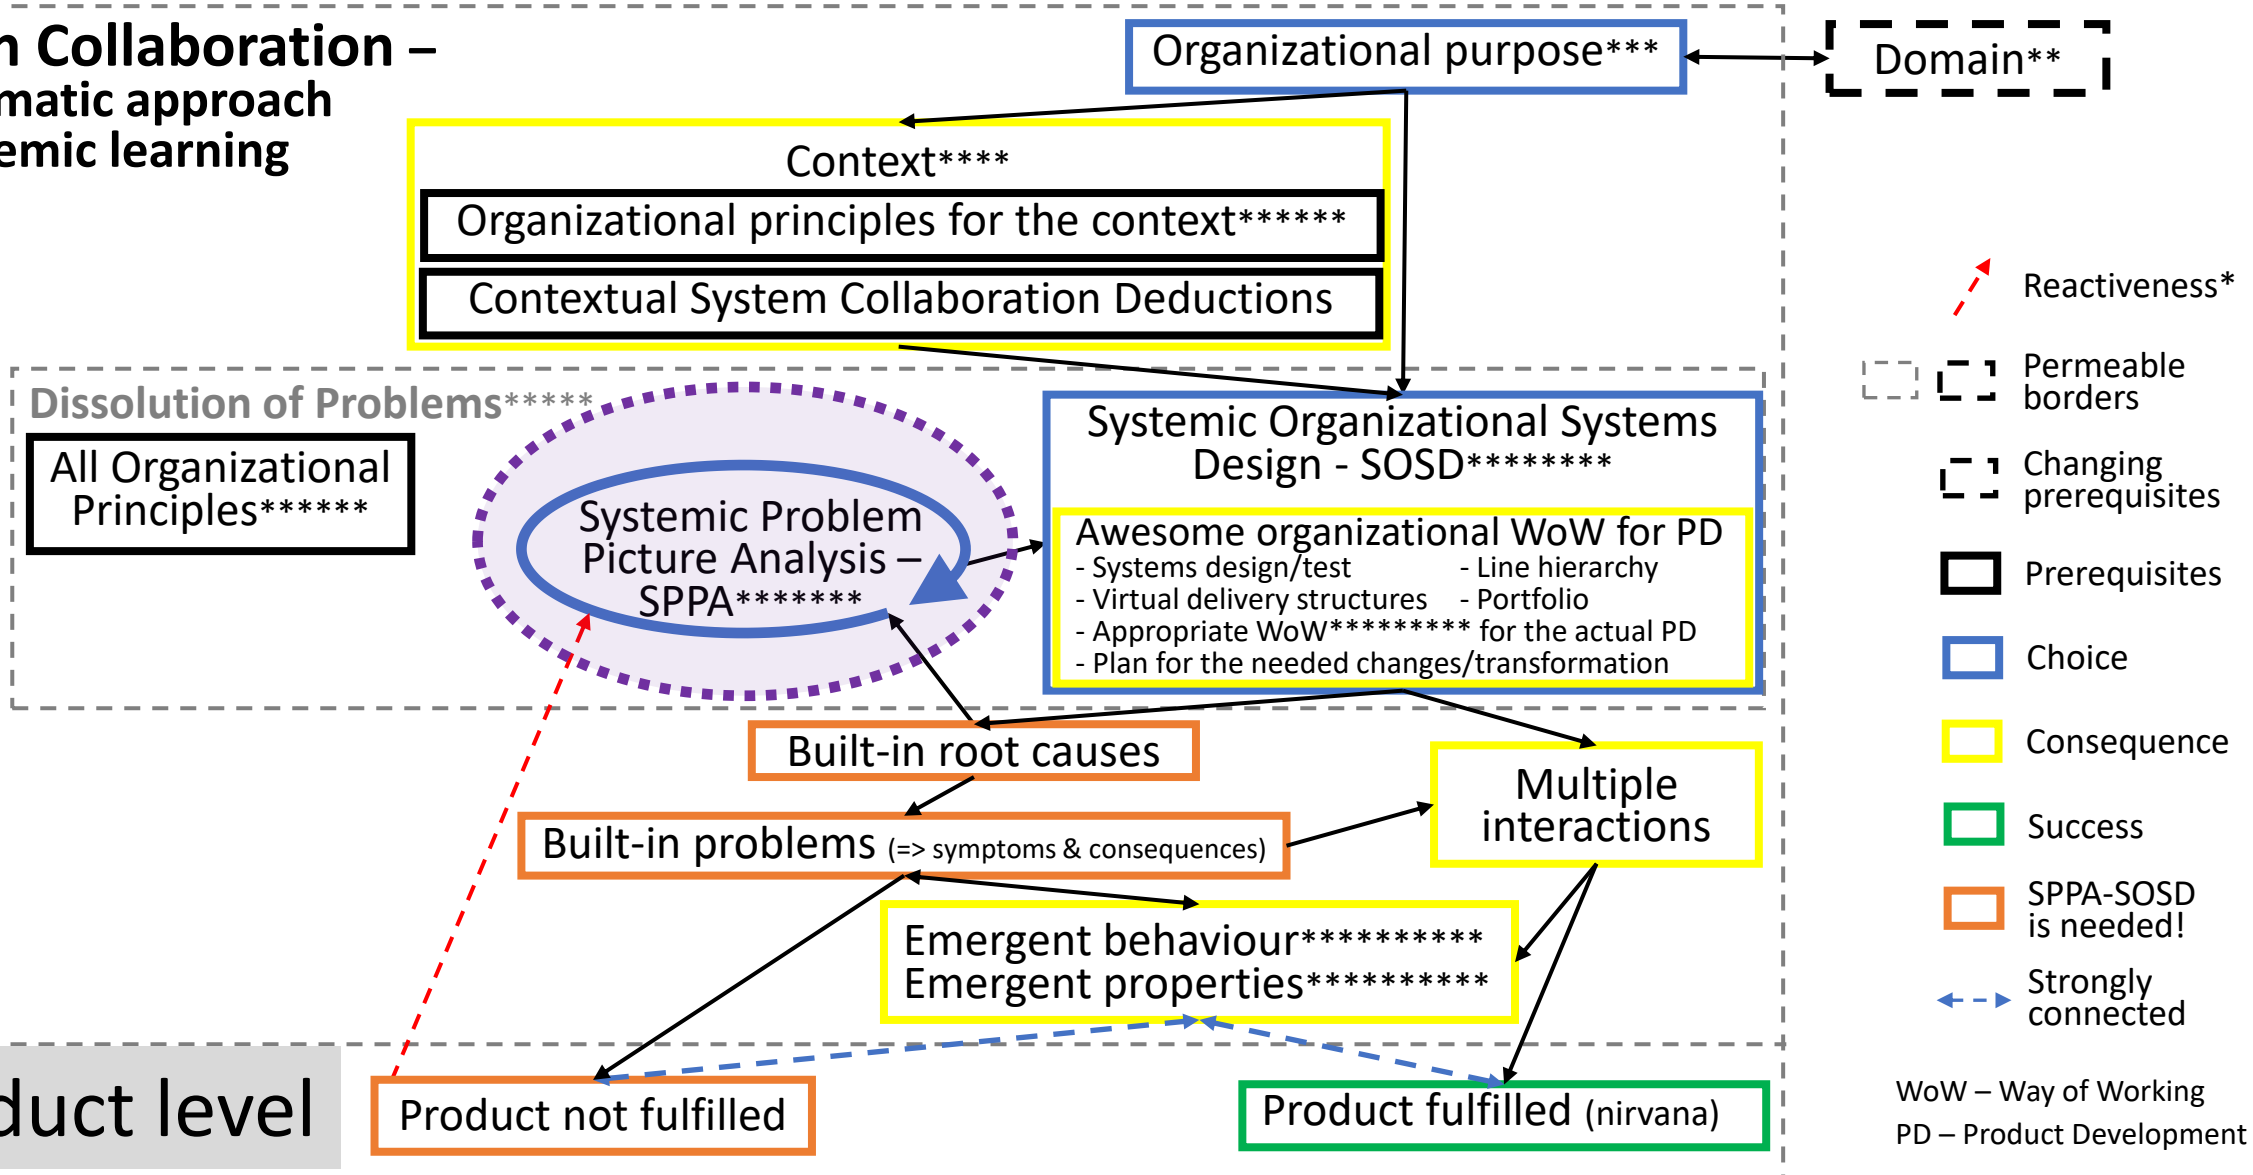 n Collaboration –
matic approach
emic learning
Organizational purpose***
Domain**
Context****
Organizational principles for the context******
Contextual System Collaboration Deductions
Dissolution of Problems*****
All Organizational
Principles******
Systemic Problem
Picture Analysis –
SPPA*******
Systemic Organizational Systems
Design - SOSD********
Awesome organizational WoW for PD
- Systems design/test - Line hierarchy
- Virtual delivery structures - Portfolio
- Appropriate WoW********* for the actual PD
- Plan for the needed changes/transformation
Built-in root causes
Built-in problems (=> symptoms & consequences)
Multiple
interactions
Emergent behaviour**********
Emergent properties**********
duct level
Product not fulfilled
Product fulfilled (nirvana)
Reactiveness*
Permeable
borders
Changing
prerequisites
Prerequisites
Choice
Consequence
Success
SPPA-SOSD
is needed!
Strongly
connected
WoW – Way of Working
PD – Product Development